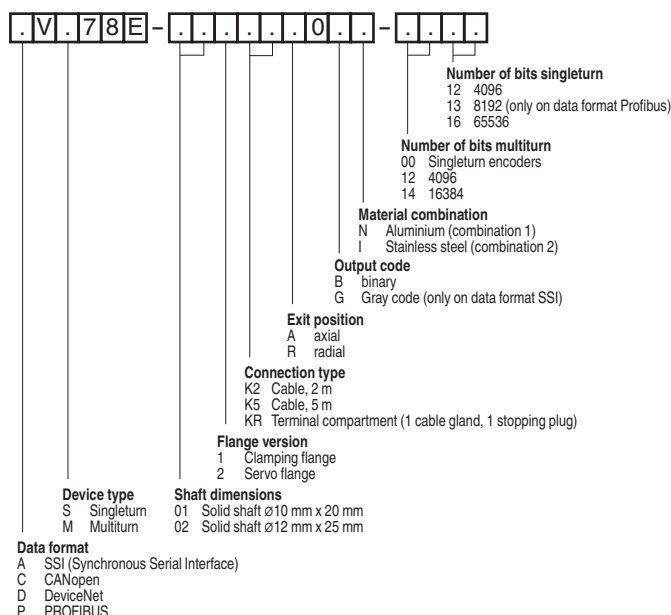 .V.78E-.......0..-....
Number of bits singleturn
12 4096
13 8192 (only on data format Profibus)
16 65536
Number of bits multiturn
00 Singleturn encoders
12 4096
14 16384
Material combination
N Aluminium (combination 1)
I Stainless steel (combination 2)
Output code
B binary
G Gray code (only on data format SSI)
Exit position
A axial
R radial
Connection type
K2 Cable, 2 m
K5 Cable, 5 m
KR Terminal compartment (1 cable gland, 1 stopping plug)
Flange version
1 Clamping flange
2 Servo flange
Device type
S Singleturn
M Multiturn
Shaft dimensions
01 Solid shaft ø10 mm x 20 mm
02 Solid shaft ø12 mm x 25 mm
Data format
A SSI (Synchronous Serial Interface)
C CANopen
D DeviceNet
P PROFIBUS